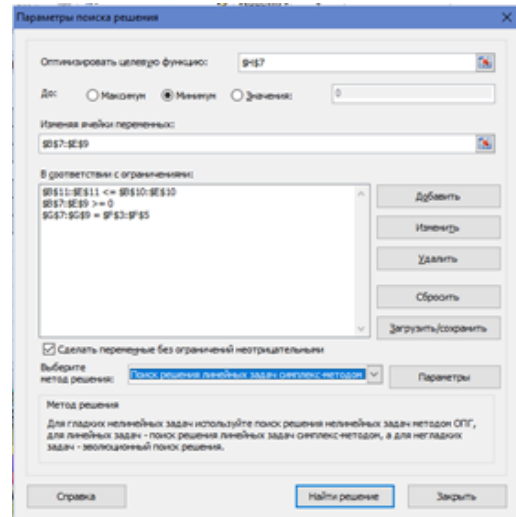 Параметры поиска решения
Оптимизировать целевую функцию: $H$7
До: Максимум Минимум Значения: 0
Изменяя ячейки переменных:
$B$7:$E$9
В соответствии с ограничениями:
$B$11:$E$11 <= $B$10:$E$10
$B$7:$E$9 >= 0
$G$7:$G$9 = $F$3:$F$5
Добавить
Изменить
Удалить
Сбросить
Загрузить/сохранить
Сделать переменные без ограничений неотрицательными
Выберите
метод решения: Поиск решения линейных задач симплекс-методом Параметры
Метод решения
Для гладких нелинейных задач используйте поиск решения нелинейных задач методом ОПГ,
для линейных задач - поиск решения линейных задач симплекс-методом, а для негладких
задач - эволюционный поиск решения.
Справка Найти решение Закрыть